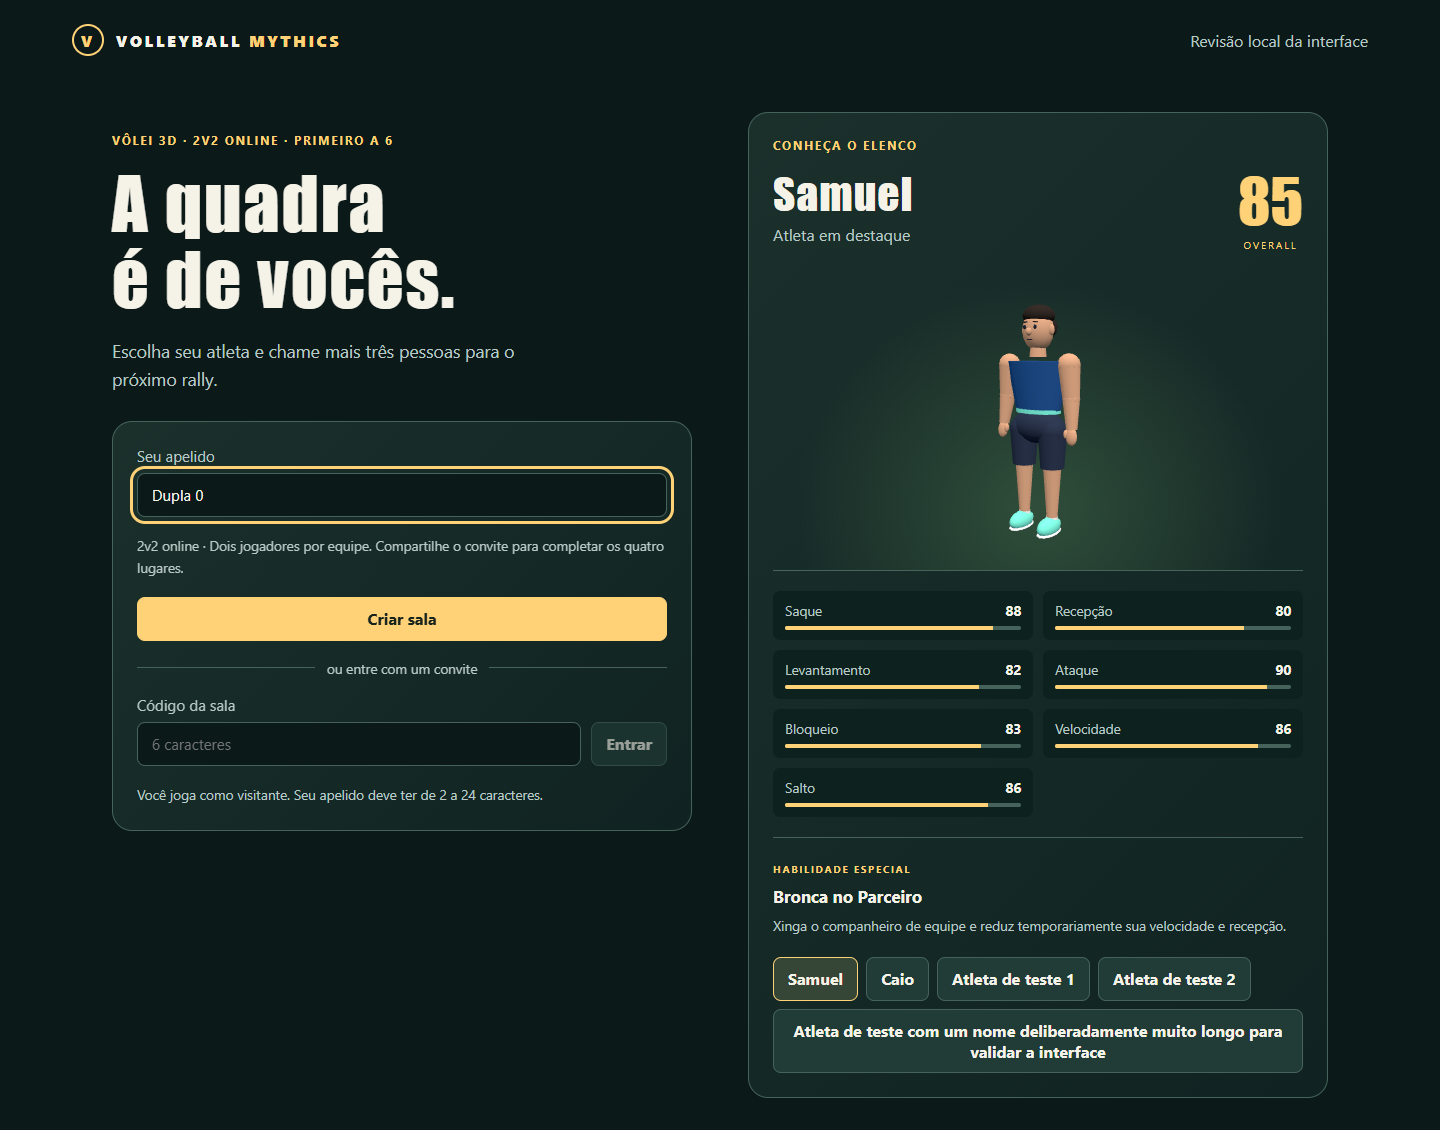 V VOLLEYBALL MYTHICS
Revisão local da interface
VÔLEI 3D · 2V2 ONLINE · PRIMEIRO A 6
A quadra
é de vocês.
Escolha seu atleta e chame mais três pessoas para o
próximo rally.
Seu apelido
Dupla 0
2v2 online · Dois jogadores por equipe. Compartilhe o convite para completar os quatro
lugares.
Criar sala
ou entre com um convite
Código da sala
6 caracteres
Entrar
Você joga como visitante. Seu apelido deve ter de 2 a 24 caracteres.
CONHEÇA O ELENCO
Samuel
85
Atleta em destaque
OVERALL
Saque 88
Recepção 80
Levantamento 82
Ataque 90
Bloqueio 83
Velocidade 86
Salto 86
HABILIDADE ESPECIAL
Bronca no Parceiro
Xinga o companheiro de equipe e reduz temporariamente sua velocidade e recepção.
Samuel
Caio
Atleta de teste 1
Atleta de teste 2
Atleta de teste com um nome deliberadamente muito longo para
validar a interface